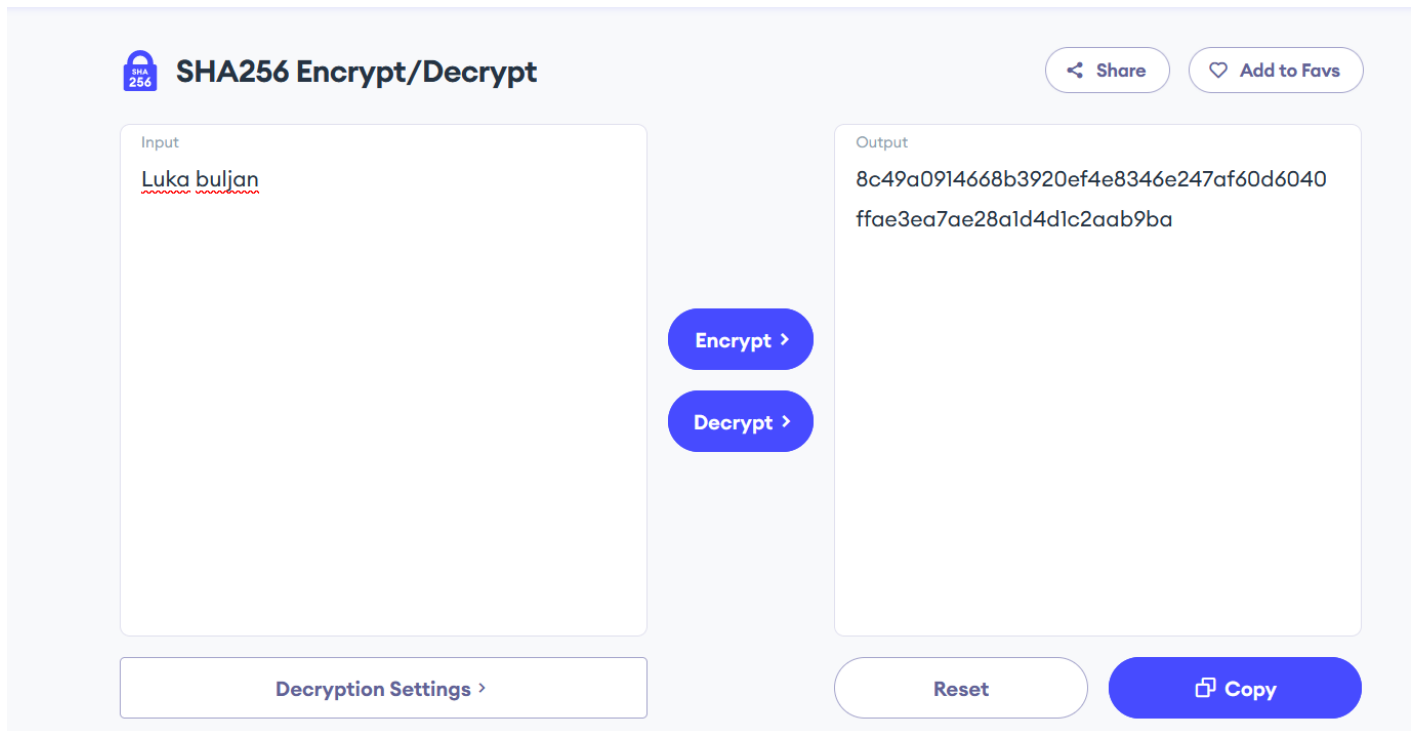 SHA
256
SHA256 Encrypt/Decrypt
Share
Add to Favs
Input
Luka buljan
Output
8c49a0914668b3920ef4e8346e247af60d6040
ffae3ea7ae28a1d4d1c2aab9ba
Encrypt >
Decrypt >
Decryption Settings >
Reset
Copy